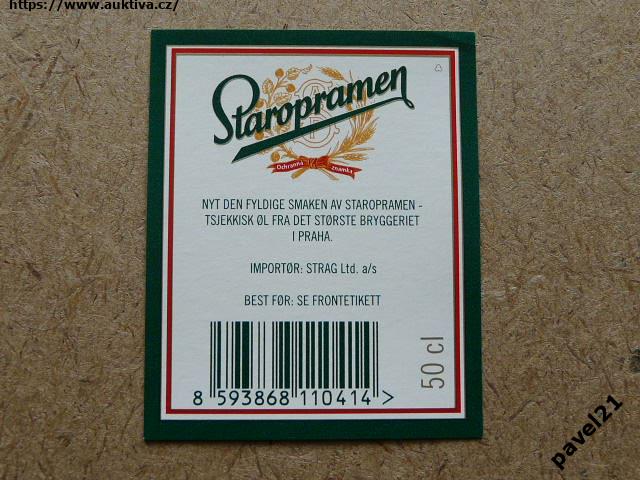 https://www.auktiva.cz/
Staropramen
Ochranná známka
NYT DEN FYLDIGE SMAKEN AV STAROPRAMEN -
TSJEKKISK ØL FRA DET STØRSTE BRYGGERIET
I PRAHA.
IMPORTØR: STRAG Ltd. a/s
BEST FØR: SE FRONTETIKETT
50 cl
8 593868 110414 >
pavel21